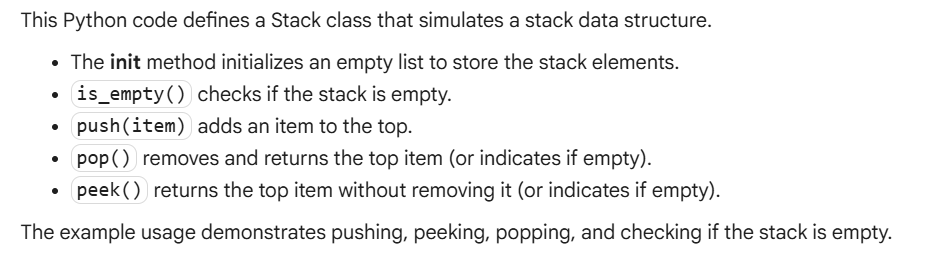 This Python code defines a Stack class that simulates a stack data structure.
• The init method initializes an empty list to store the stack elements.
• is_empty() checks if the stack is empty.
• push(item) adds an item to the top.
• pop() removes and returns the top item (or indicates if empty).
• peek() returns the top item without removing it (or indicates if empty).
The example usage demonstrates pushing, peeking, popping, and checking if the stack is empty.